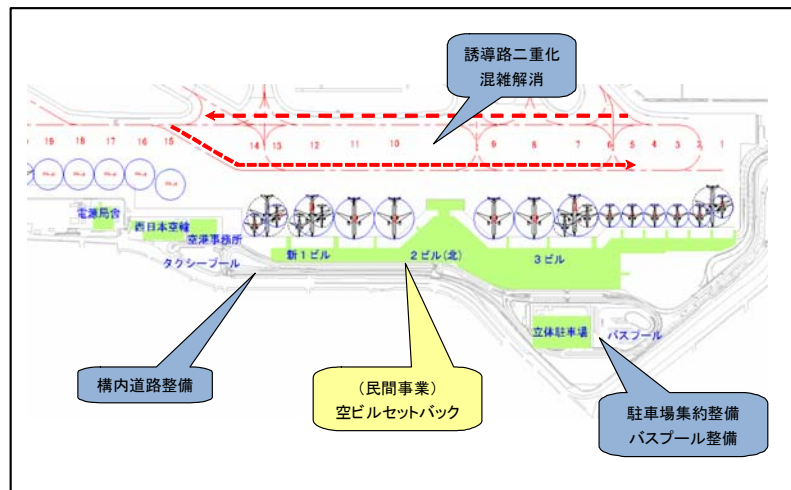 誘導路二重化
混雑解消
19 18 17 16 15 14 13 12 11 10 9 8 7 6 5 4 3 2 1
電源局舎
西日本空輸
空港事務所
タクシープール
新1ビル
2ビル(北)
3ビル
立体駐車場
バスプール
構内道路整備
(民間事業)
空ビルセットバック
駐車場集約整備
バスプール整備